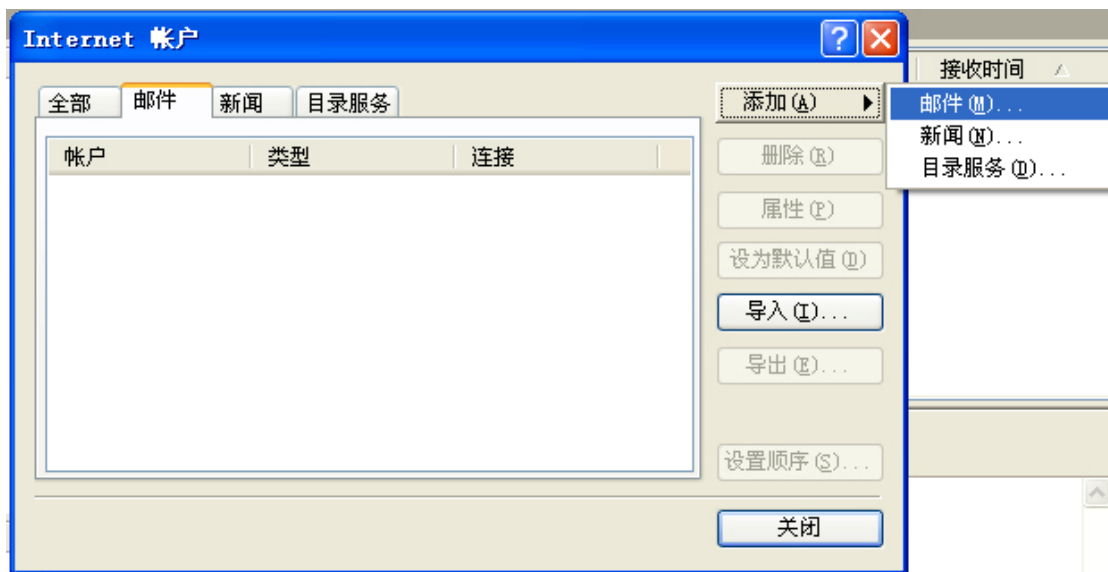 Internet 帐户
接收时间
全部 邮件 新闻 目录服务
添加(A)
邮件(M)...
新闻(N)...
目录服务(D)...
帐户 类型 连接
删除(R)
属性(P)
设为默认值(D)
导入(I)...
导出(E)...
设置顺序(S)...
关闭